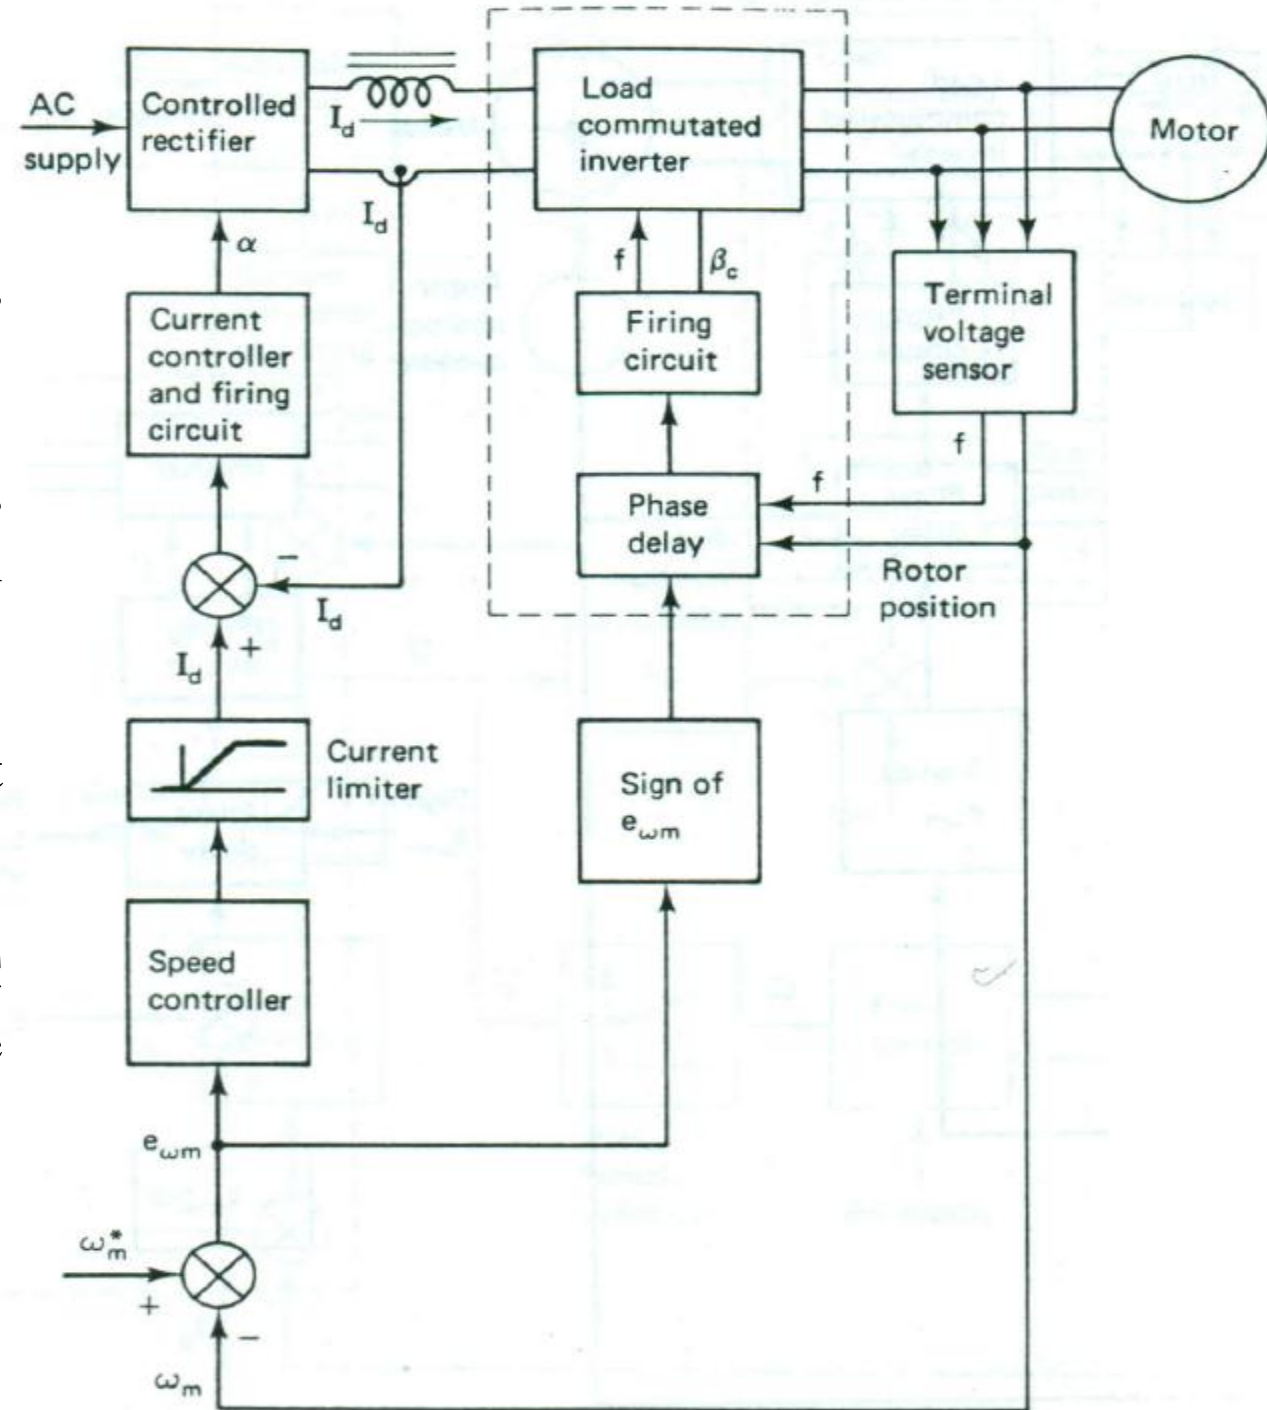 AC
supply
Controlled
rectifier
I_d
I_d
Load
commutated
inverter
Motor
α
f
β_c
Current
controller
and firing
circuit
Firing
circuit
Terminal
voltage
sensor
f
f
Phase
delay
Rotor
position
−
I_d
+
I_d
Current
limiter
Sign of
e_ωm
Speed
controller
e_ωm
ω*_m
+
−
ω_m